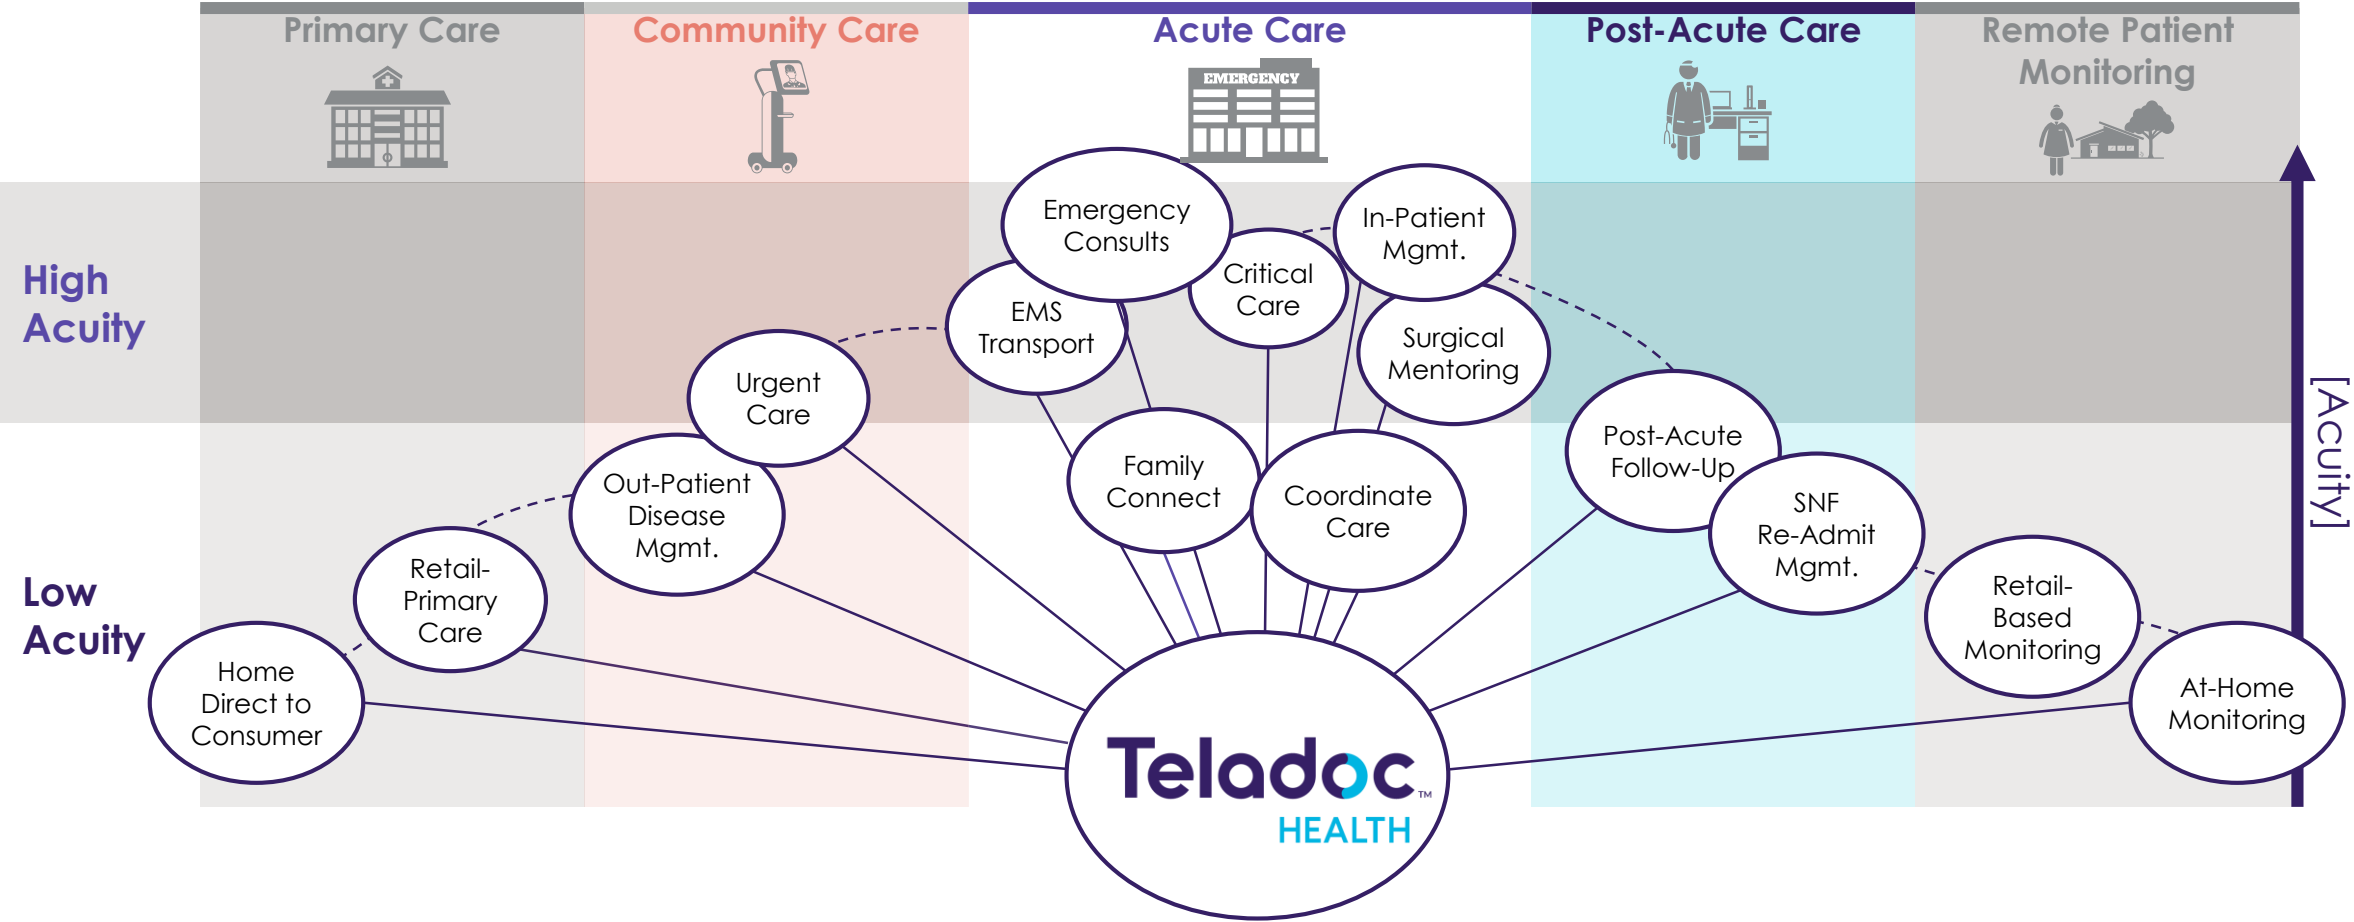 Primary Care
Community Care
Acute Care
Post-Acute Care
Remote Patient
Monitoring
EMERGENCY
High
Acuity
Low
Acuity
[Acuity]
Home
Direct to
Consumer
Retail-
Primary
Care
Out-Patient
Disease
Mgmt.
Urgent
Care
EMS
Transport
Emergency
Consults
Critical
Care
In-Patient
Mgmt.
Surgical
Mentoring
Family
Connect
Coordinate
Care
Post-Acute
Follow-Up
SNF
Re-Admit
Mgmt.
Retail-
Based
Monitoring
At-Home
Monitoring
Teladoc™
HEALTH